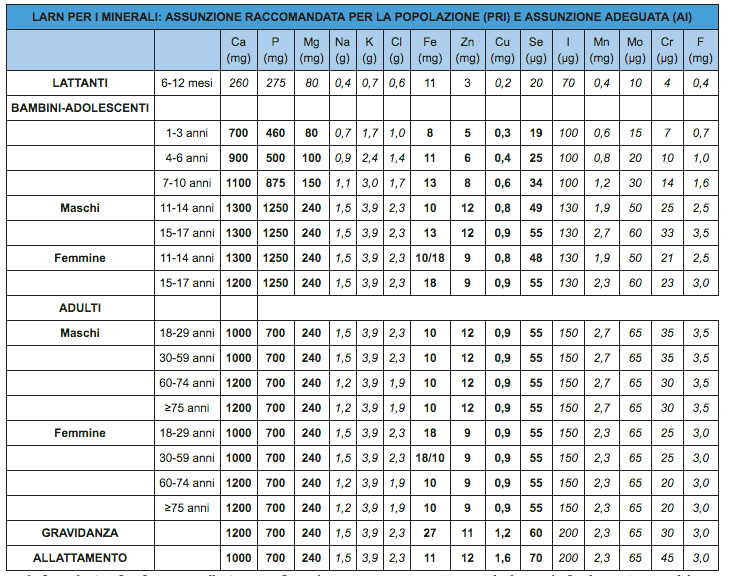 LARN PER I MINERALI: ASSUNZIONE RACCOMANDATA PER LA POPOLAZIONE (PRI) E ASSUNZIONE ADEGUATA (AI)
Ca P Mg Na K Cl Fe Zn Cu Se I Mn Mo Cr F
(mg) (mg) (mg) (g) (g) (g) (mg) (mg) (mg) (µg) (µg) (mg) (µg) (µg) (mg)
LATTANTI 6-12 mesi 260 275 80 0,4 0,7 0,6 11 3 0,2 20 70 0,4 10 4 0,4
BAMBINI-ADOLESCENTI
1-3 anni 700 460 80 0,7 1,7 1,0 8 5 0,3 19 100 0,6 15 7 0,7
4-6 anni 900 500 100 0,9 2,4 1,4 11 6 0,4 25 100 0,8 20 10 1,0
7-10 anni 1100 875 150 1,1 3,0 1,7 13 8 0,6 34 100 1,2 30 14 1,6
Maschi 11-14 anni 1300 1250 240 1,5 3,9 2,3 10 12 0,8 49 130 1,9 50 25 2,5
15-17 anni 1300 1250 240 1,5 3,9 2,3 13 12 0,9 55 130 2,7 60 33 3,5
Femmine 11-14 anni 1300 1250 240 1,5 3,9 2,3 10/18 9 0,8 48 130 1,9 50 21 2,5
15-17 anni 1200 1250 240 1,5 3,9 2,3 18 9 0,9 55 130 2,3 60 23 3,0
ADULTI
Maschi 18-29 anni 1000 700 240 1,5 3,9 2,3 10 12 0,9 55 150 2,7 65 35 3,5
30-59 anni 1000 700 240 1,5 3,9 2,3 10 12 0,9 55 150 2,7 65 35 3,5
60-74 anni 1200 700 240 1,2 3,9 1,9 10 12 0,9 55 150 2,7 65 30 3,5
≥75 anni 1200 700 240 1,2 3,9 1,9 10 12 0,9 55 150 2,7 65 30 3,5
Femmine 18-29 anni 1000 700 240 1,5 3,9 2,3 18 9 0,9 55 150 2,3 65 25 3,0
30-59 anni 1000 700 240 1,5 3,9 2,3 18/10 9 0,9 55 150 2,3 65 25 3,0
60-74 anni 1200 700 240 1,2 3,9 1,9 10 9 0,9 55 150 2,3 65 20 3,0
≥75 anni 1200 700 240 1,2 3,9 1,9 10 9 0,9 55 150 2,3 65 20 3,0
GRAVIDANZA 1200 700 240 1,5 3,9 2,3 27 11 1,2 60 200 2,3 65 30 3,0
ALLATTAMENTO 1000 700 240 1,5 3,9 2,3 11 12 1,6 70 200 2,3 65 45 3,0